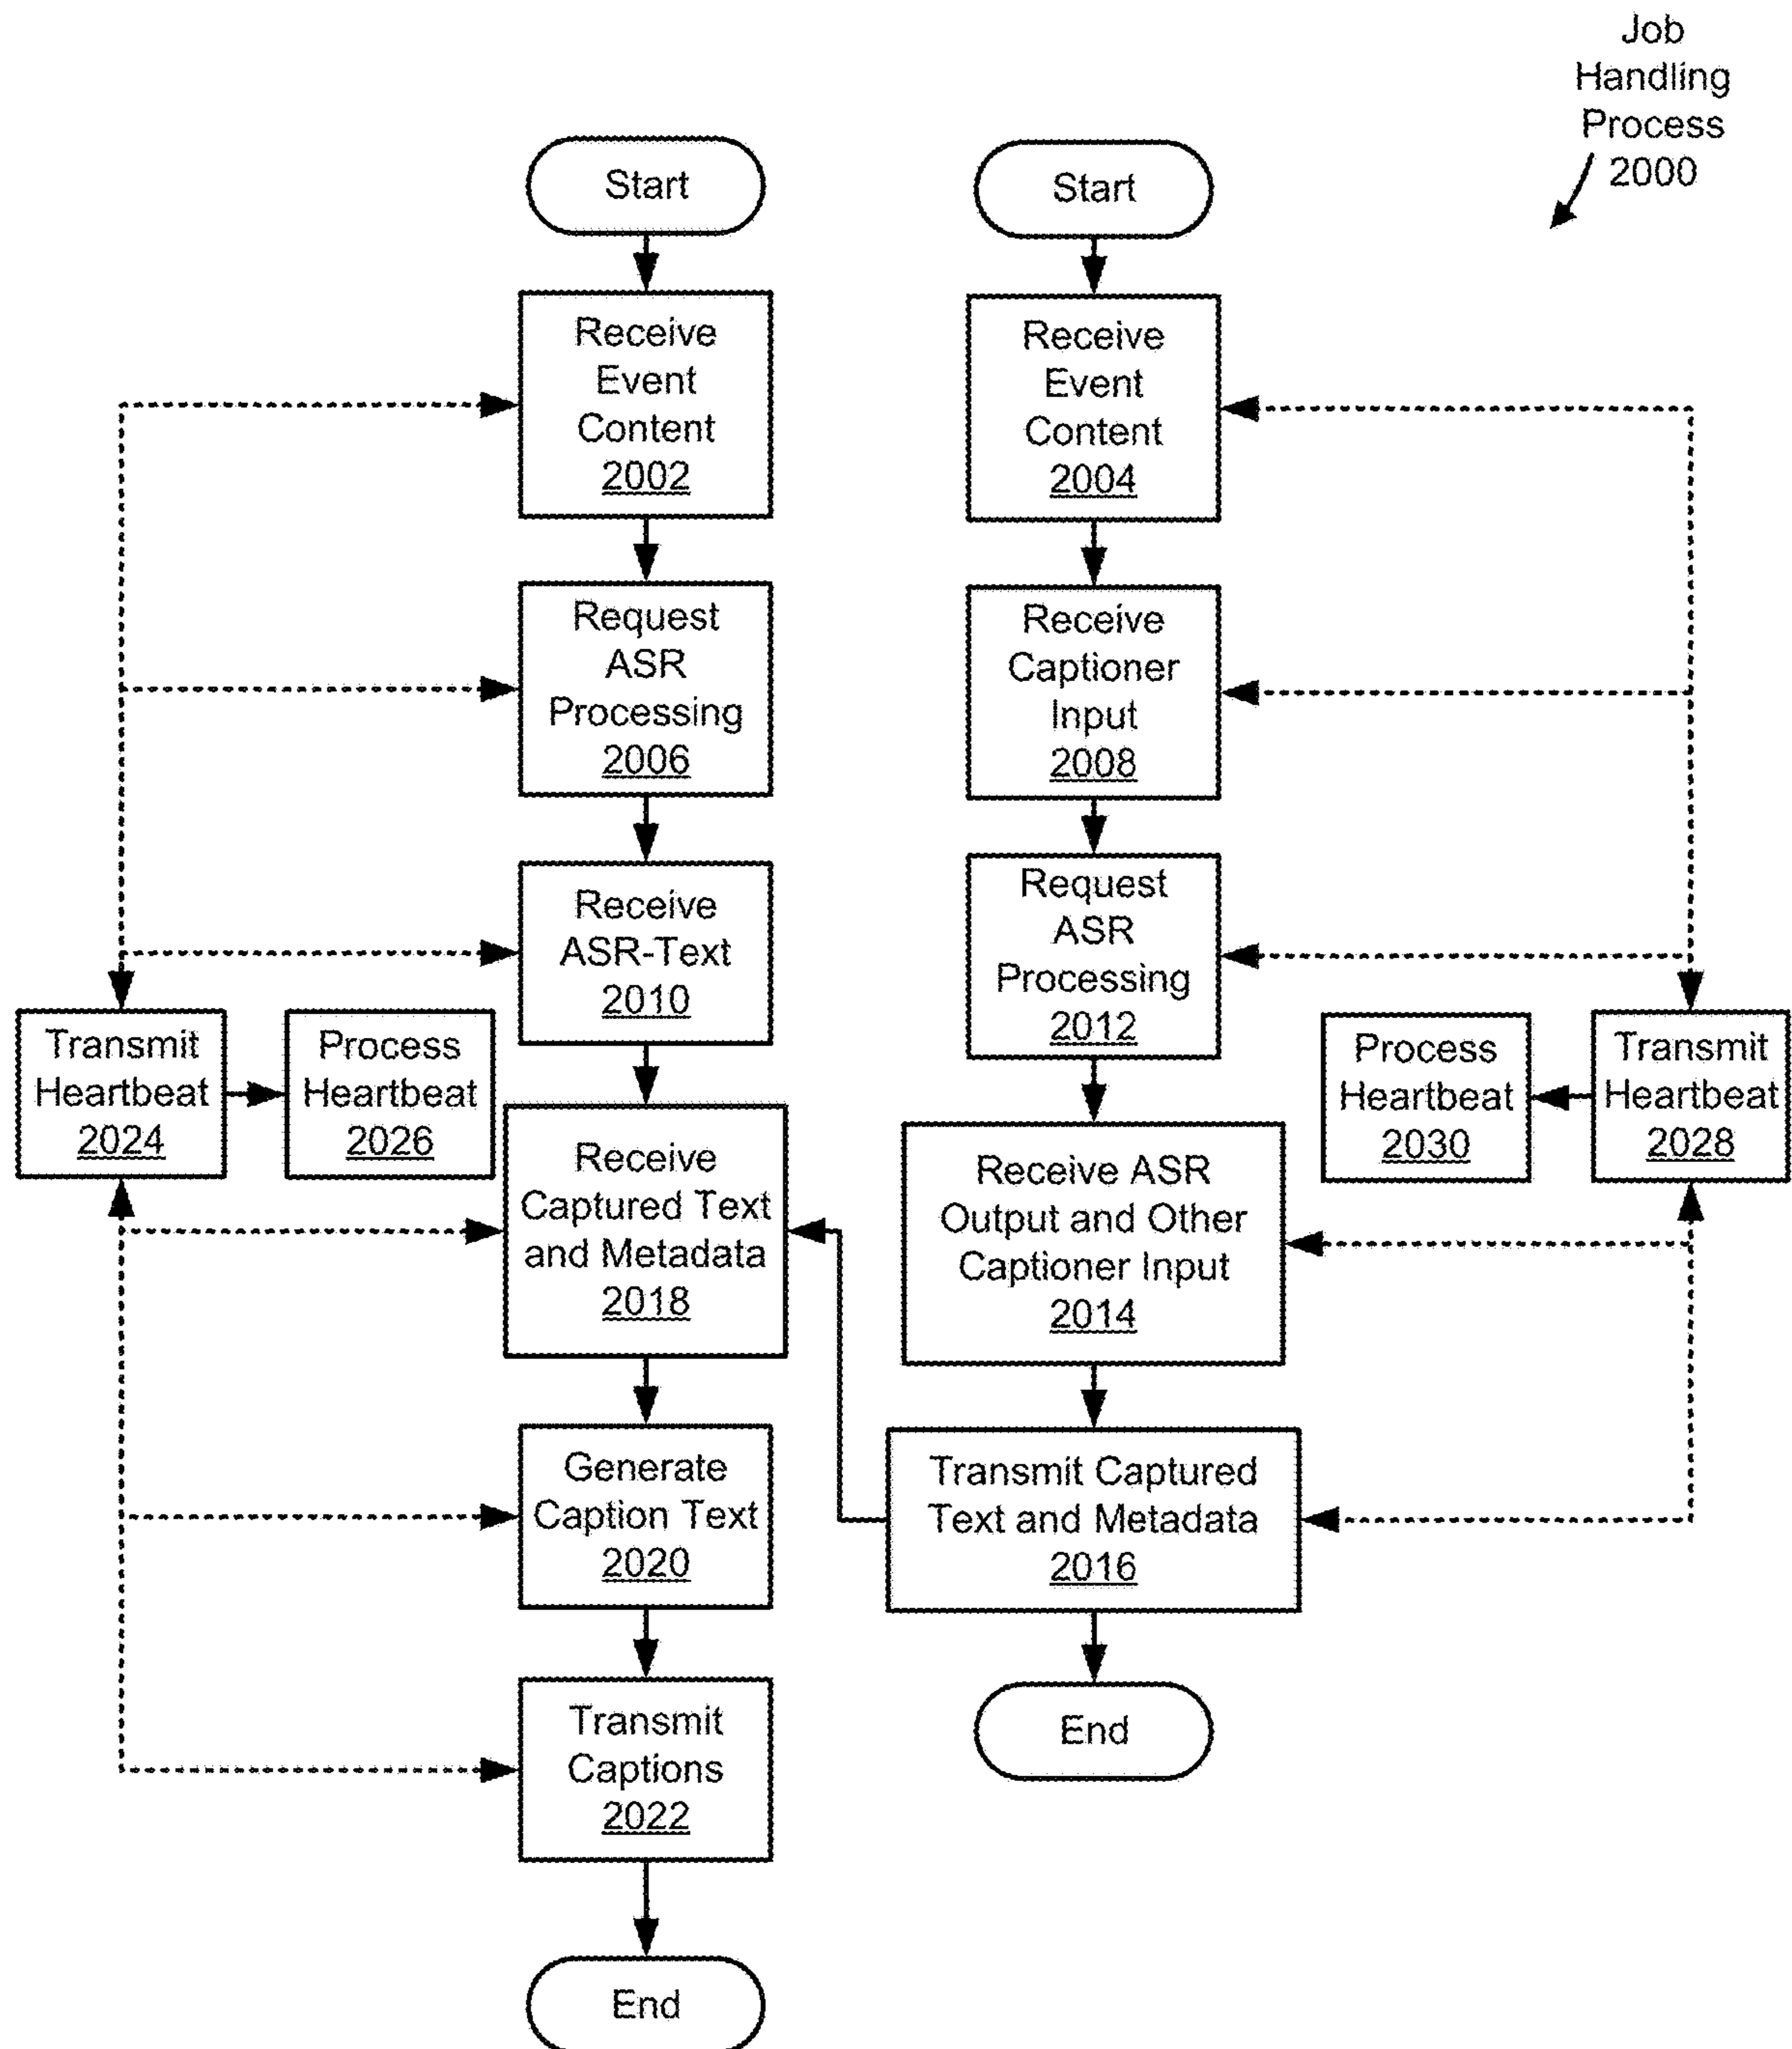 Job
Handling
Process
2000
Start
Receive
Event
Content
2002
Request
ASR
Processing
2006
Receive
ASR-Text
2010
Transmit
Heartbeat
2024
Process
Heartbeat
2026
Receive
Captured Text
and Metadata
2018
Generate
Caption Text
2020
Transmit
Captions
2022
End
Start
Receive
Event
Content
2004
Receive
Captioner
Input
2008
Request
ASR
Processing
2012
Process
Heartbeat
2030
Transmit
Heartbeat
2028
Receive ASR
Output and Other
Captioner Input
2014
Transmit Captured
Text and Metadata
2016
End